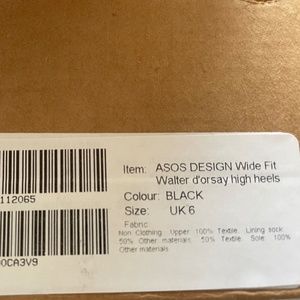 Item: ASOS DESIGN Wide Fit
Walter d'orsay high heels
112065
Colour: BLACK
Size: UK 6
Fabric
Non Clothing: Upper: 100% Textile. Lining sock:
50% Other materials, 50% Textile. Sole: 100%
Other materials.
0CA3V9